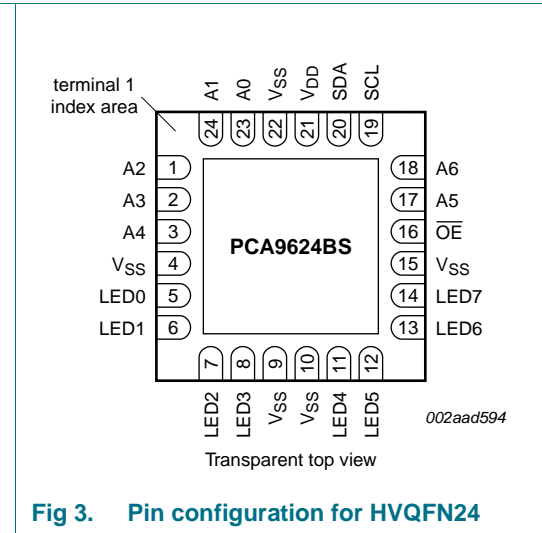 terminal 1
index area
A1
A0
VSS
VDD
SDA
SCL
24
23
22
21
20
19
A2 1
A3 2
A4 3
VSS 4
LED0 5
LED1 6
PCA9624BS
18 A6
17 A5
16 O̅E̅
15 VSS
14 LED7
13 LED6
7
8
9
10
11
12
LED2
LED3
VSS
VSS
LED4
LED5
002aad594
Transparent top view
Fig 3. Pin configuration for HVQFN24